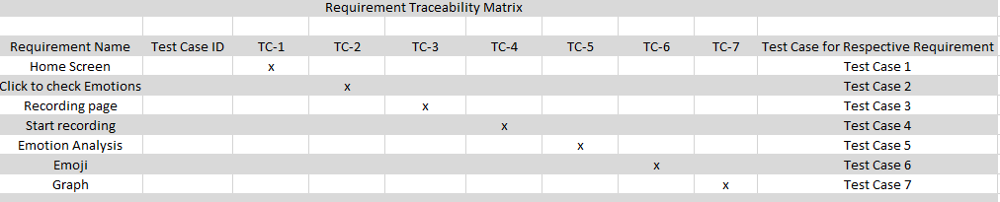 Requirement Traceability Matrix
Requirement Name Test Case ID TC-1 TC-2 TC-3 TC-4 TC-5 TC-6 TC-7 Test Case for Respective Requirement
Home Screen x Test Case 1
Click to check Emotions x Test Case 2
Recording page x Test Case 3
Start recording x Test Case 4
Emotion Analysis x Test Case 5
Emoji x Test Case 6
Graph x Test Case 7